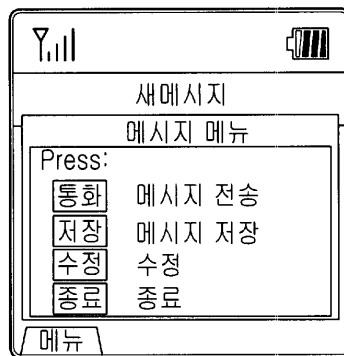 새메시지
메시지 메뉴
Press:
통화 메시지 전송
저장 메시지 저장
수정 수정
종료 종료
메뉴